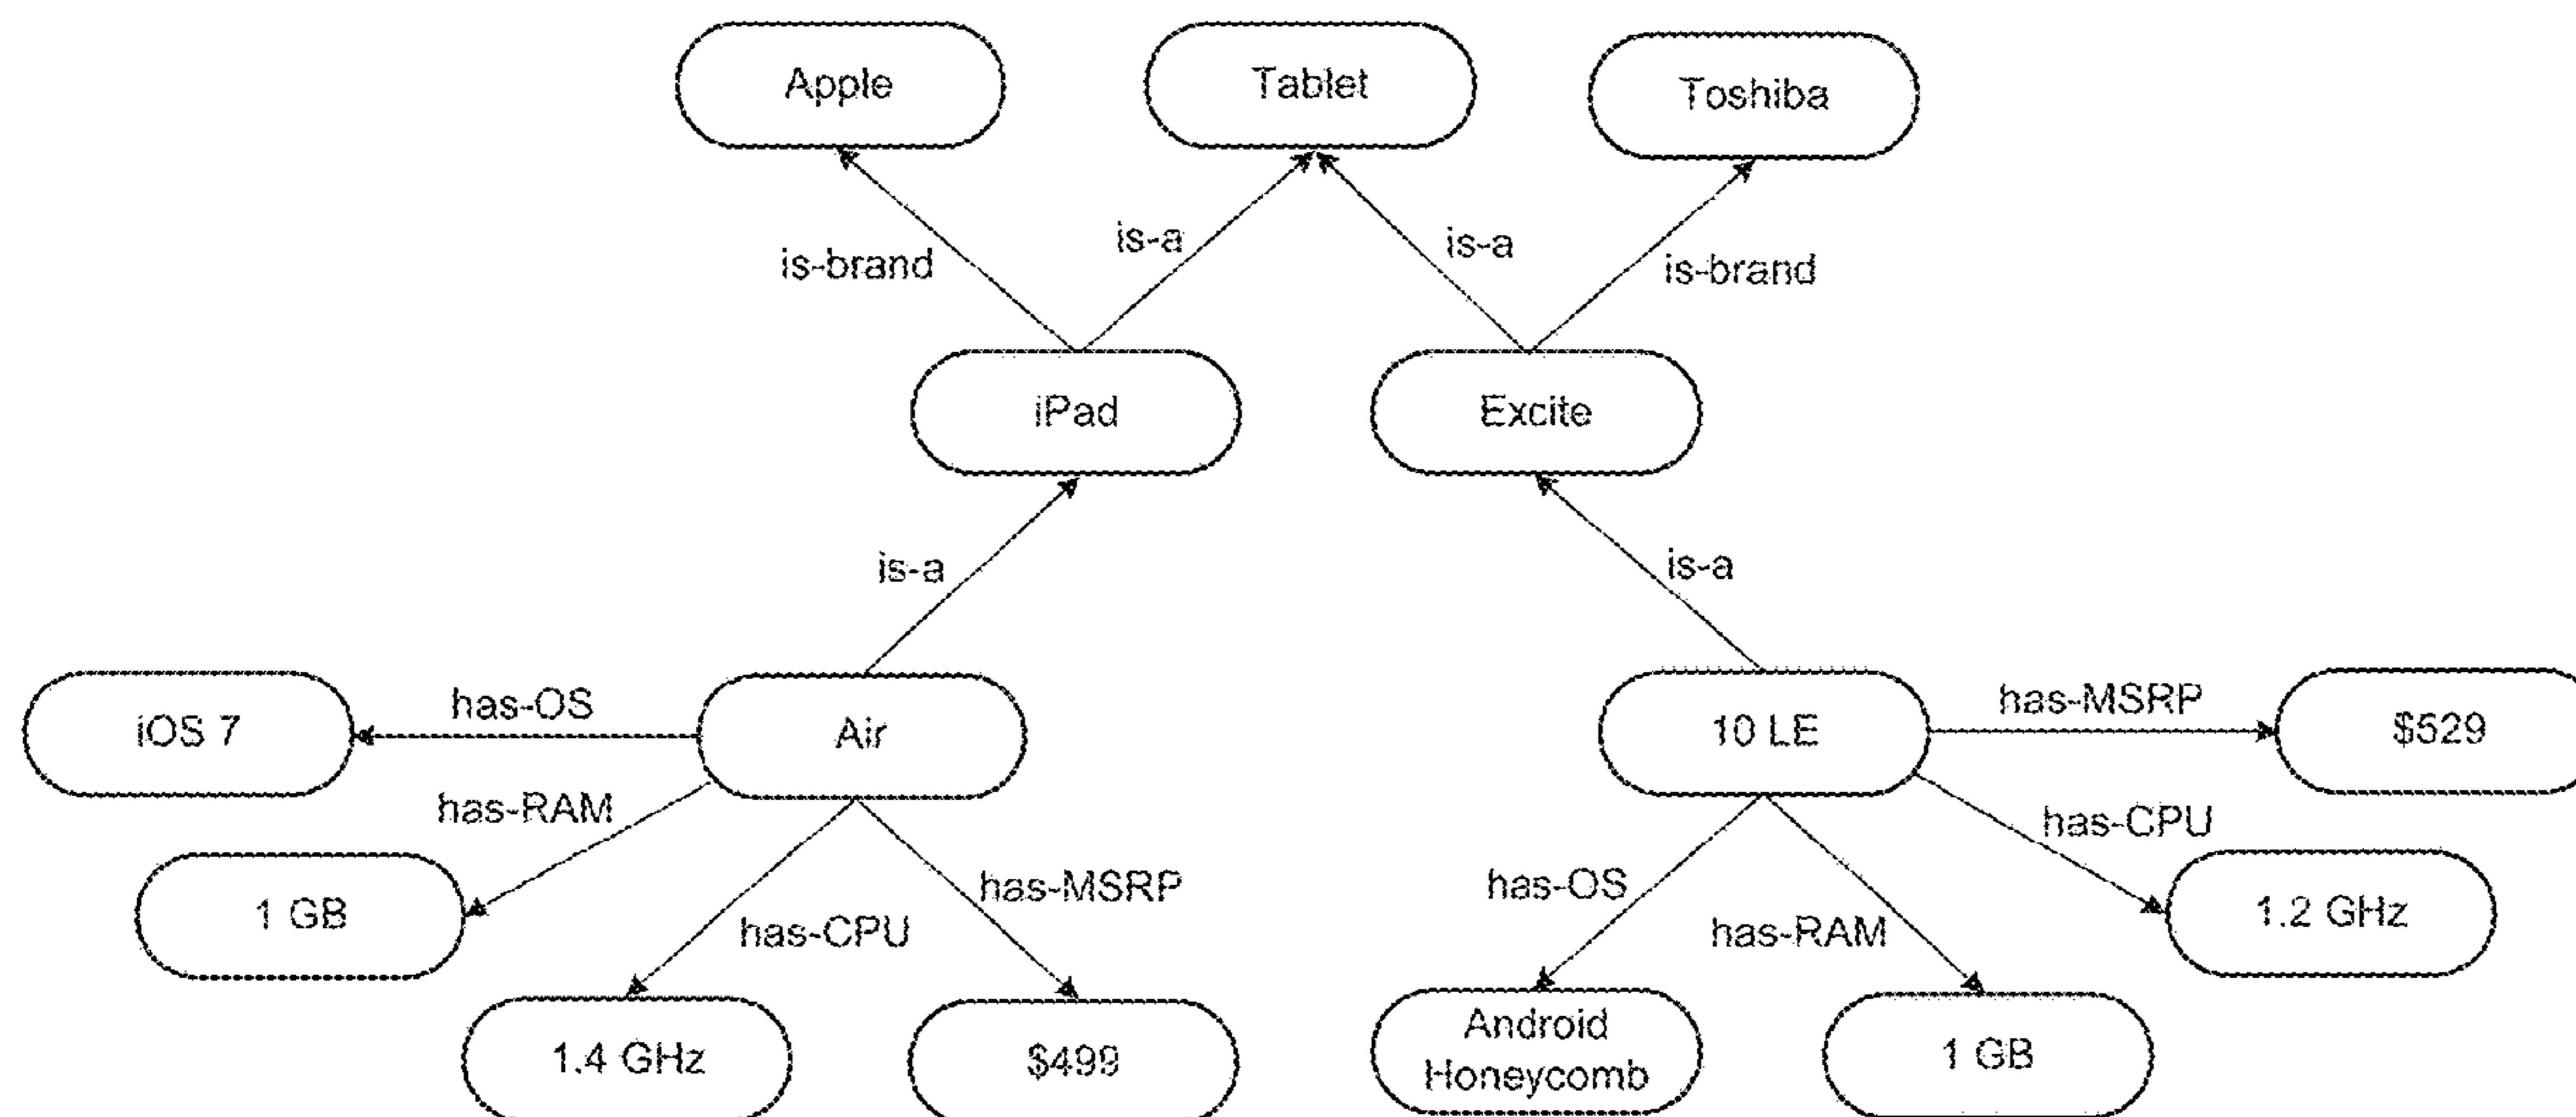 Apple
Tablet
Toshiba
is-brand
is-a
is-a
is-brand
iPad
Excite
is-a
is-a
iOS 7
has-OS
Air
10 LE
has-MSRP
$529
has-RAM
has-CPU
1 GB
has-MSRP
has-CPU
has-OS
has-RAM
1.2 GHz
1.4 GHz
$499
Android
Honeycomb
1 GB